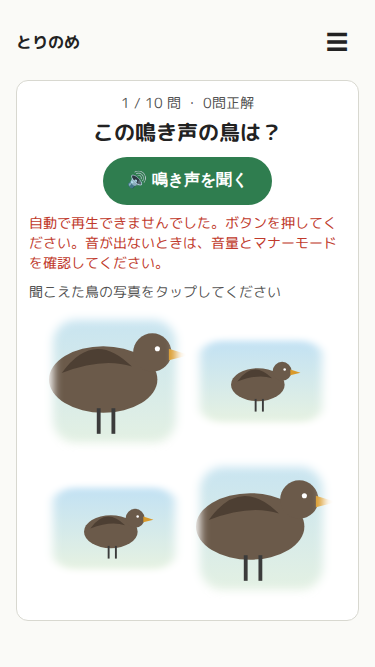 とりのめ
1 / 10 問 · 0問正解
この鳴き声の鳥は？
🔊 鳴き声を聞く
自動で再生できませんでした。ボタンを押してく
ださい。音が出ないときは、音量とマナーモード
を確認してください。
聞こえた鳥の写真をタップしてください